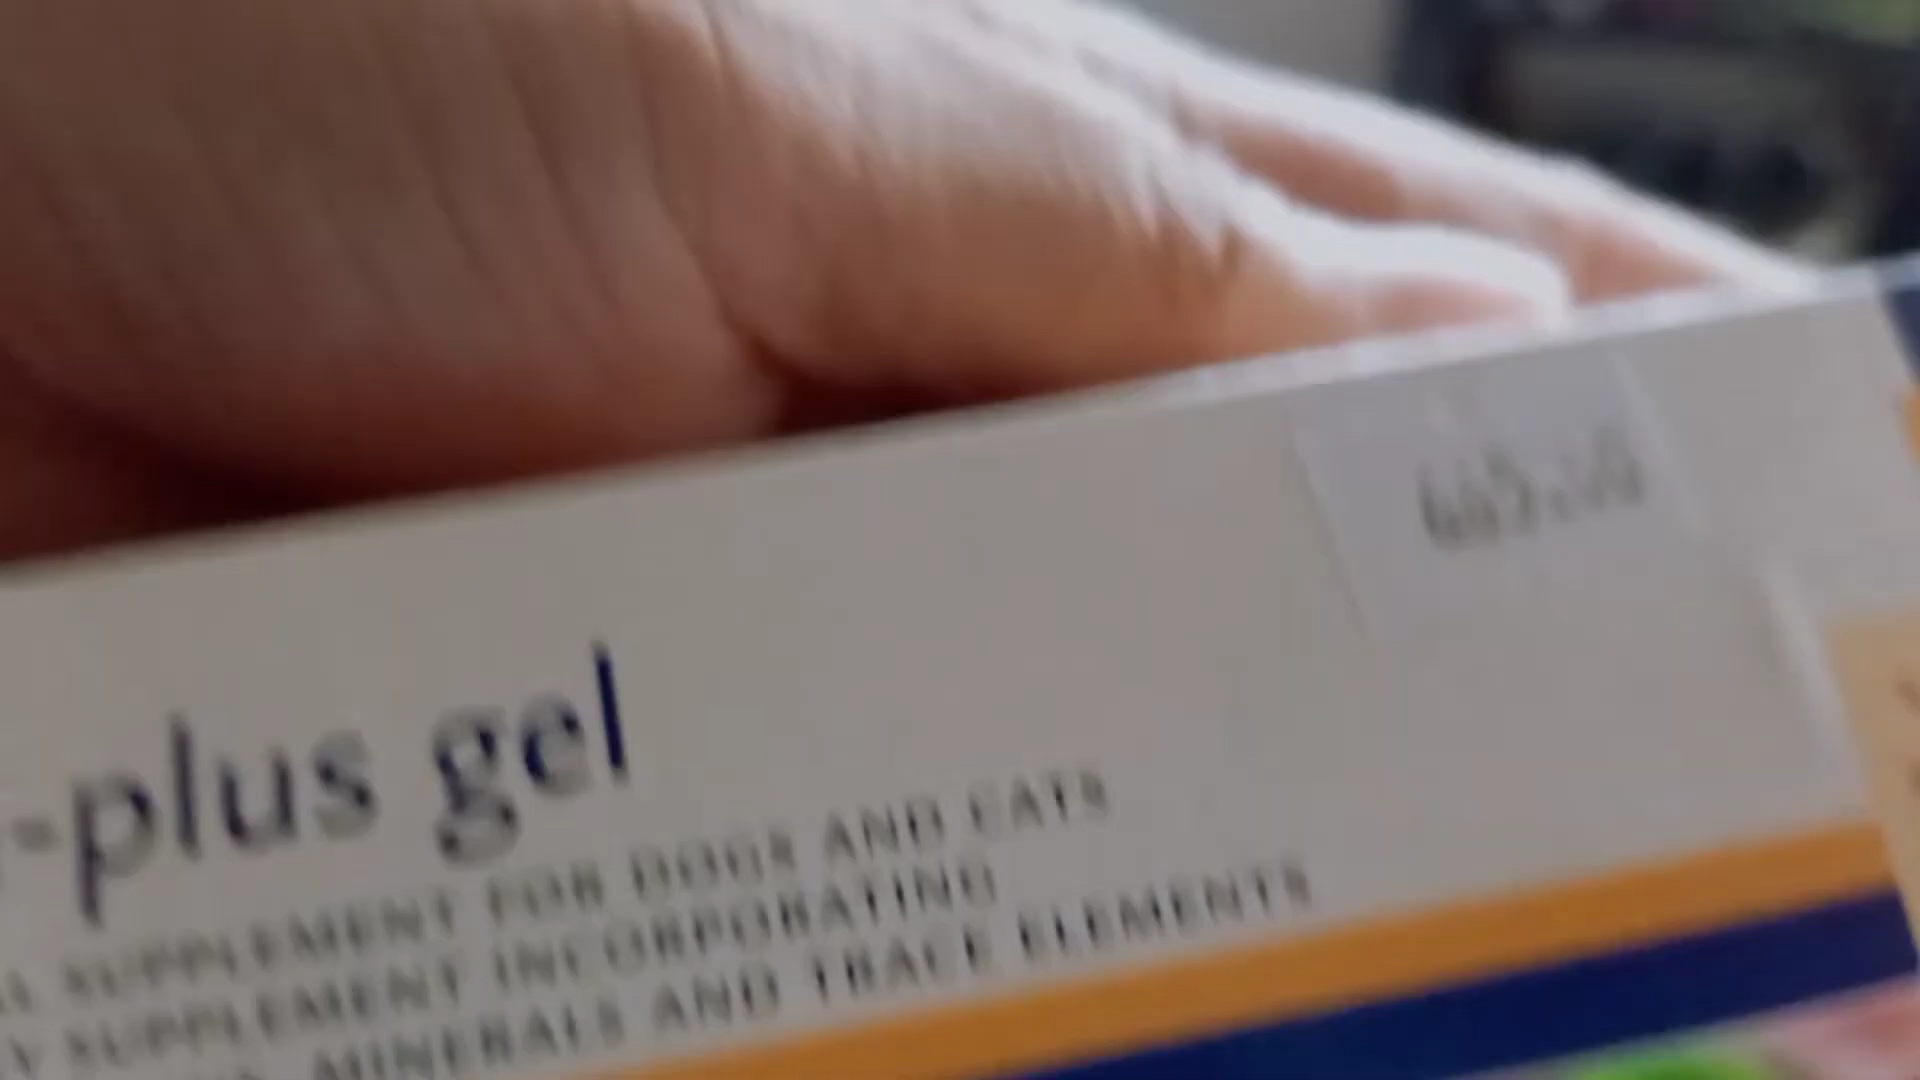 -plus gel
SUPPLEMENT FOR DOGS AND CATS
SUPPLEMENT INCORPORATING
MINERALS AND TRACE ELEMENTS